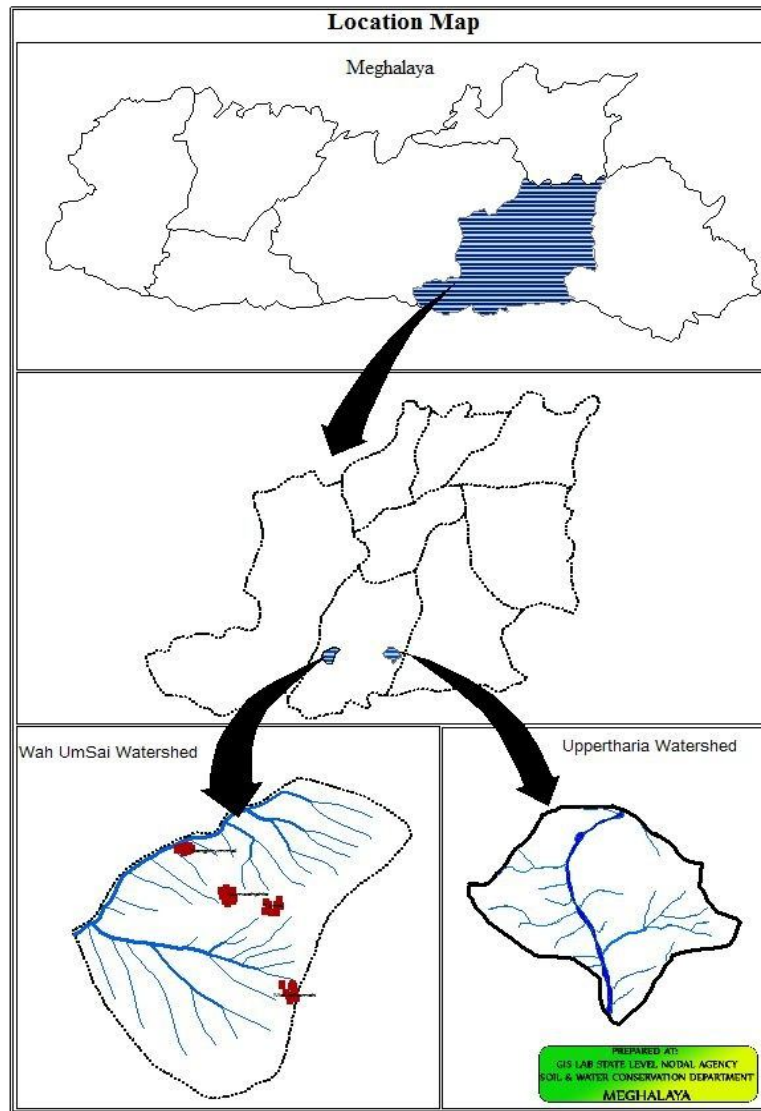 Location Map
Meghalaya
Wah UmSai Watershed
Uppertharia Watershed
PREPARED AT:
GIS LAB STATE LEVEL NODAL AGENCY
SOIL & WATER CONSERVATION DEPARTMENT
MEGHALAYA